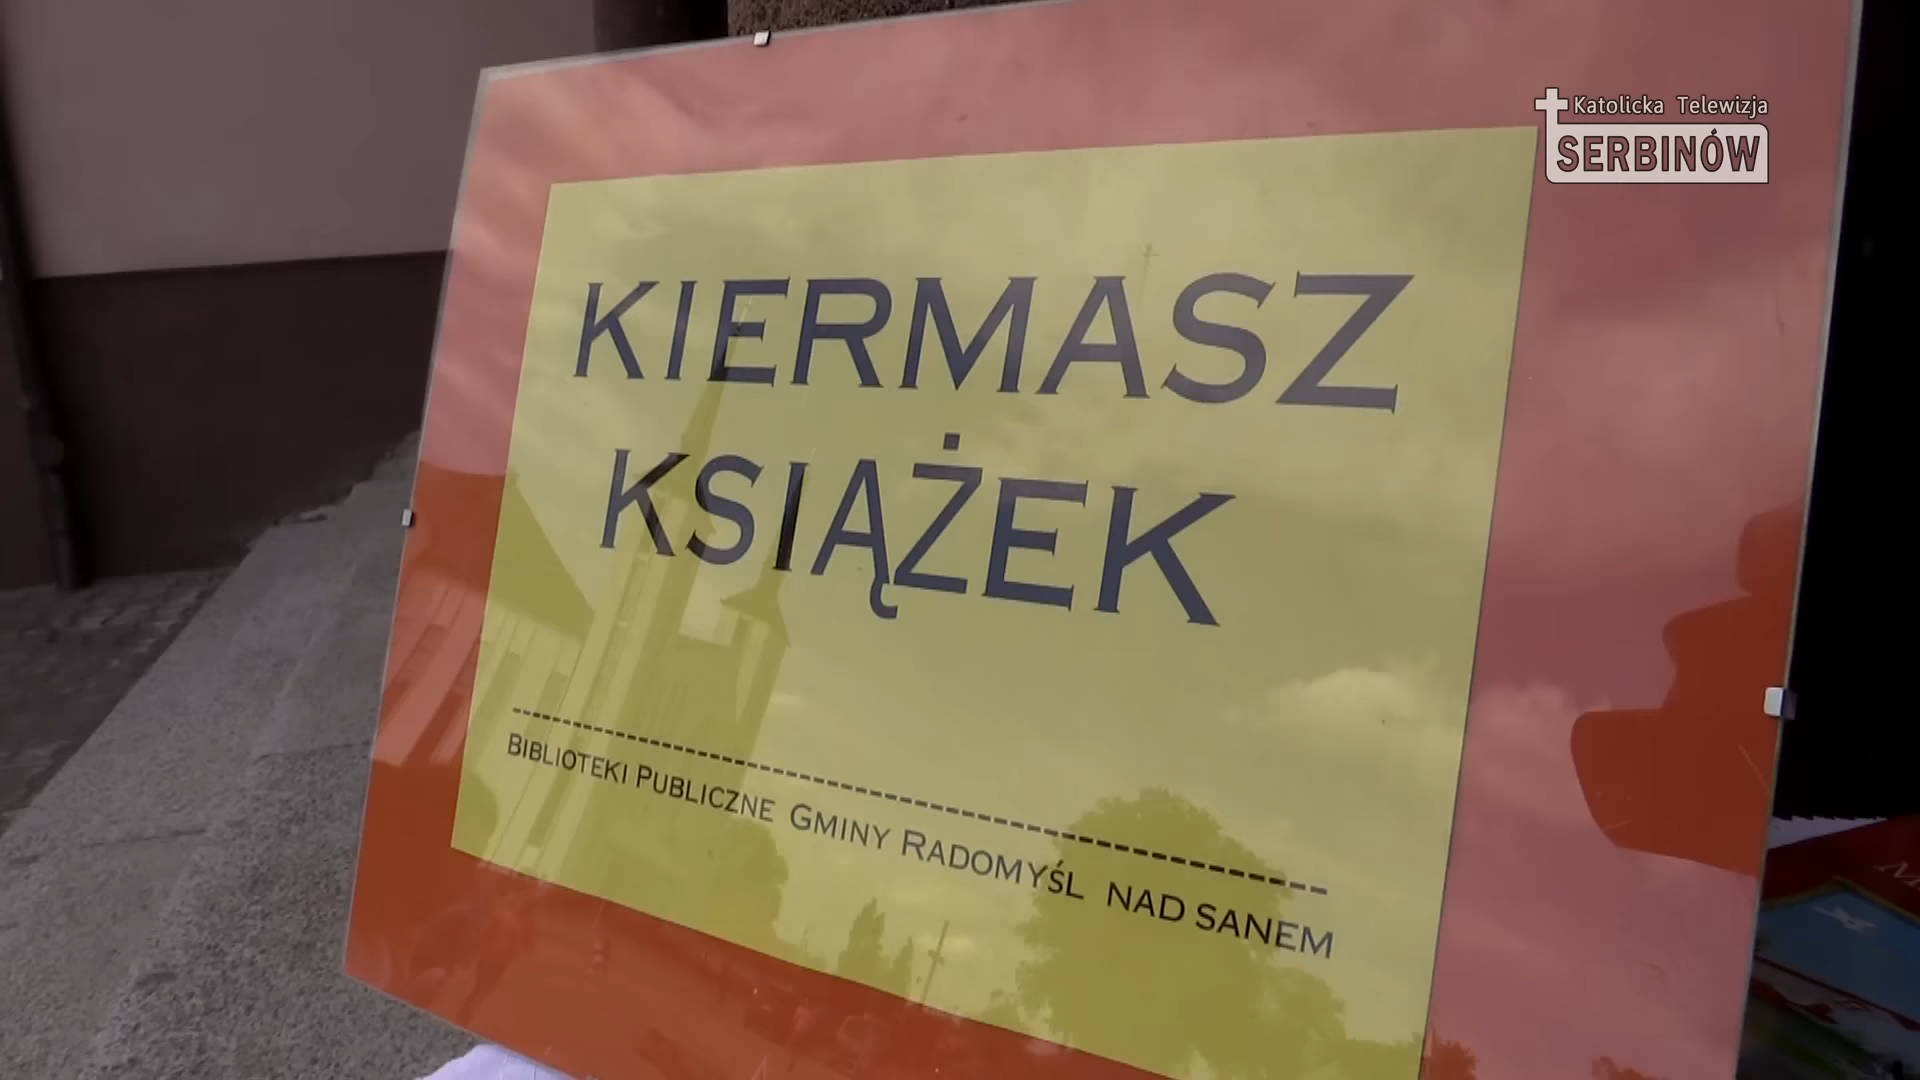 Katolicka Telewizja
SERBINÓW
KIERMASZ
KSIĄŻEK
BIBLIOTEKI PUBLICZNE GMINY RADOMYŚL NAD SANEM